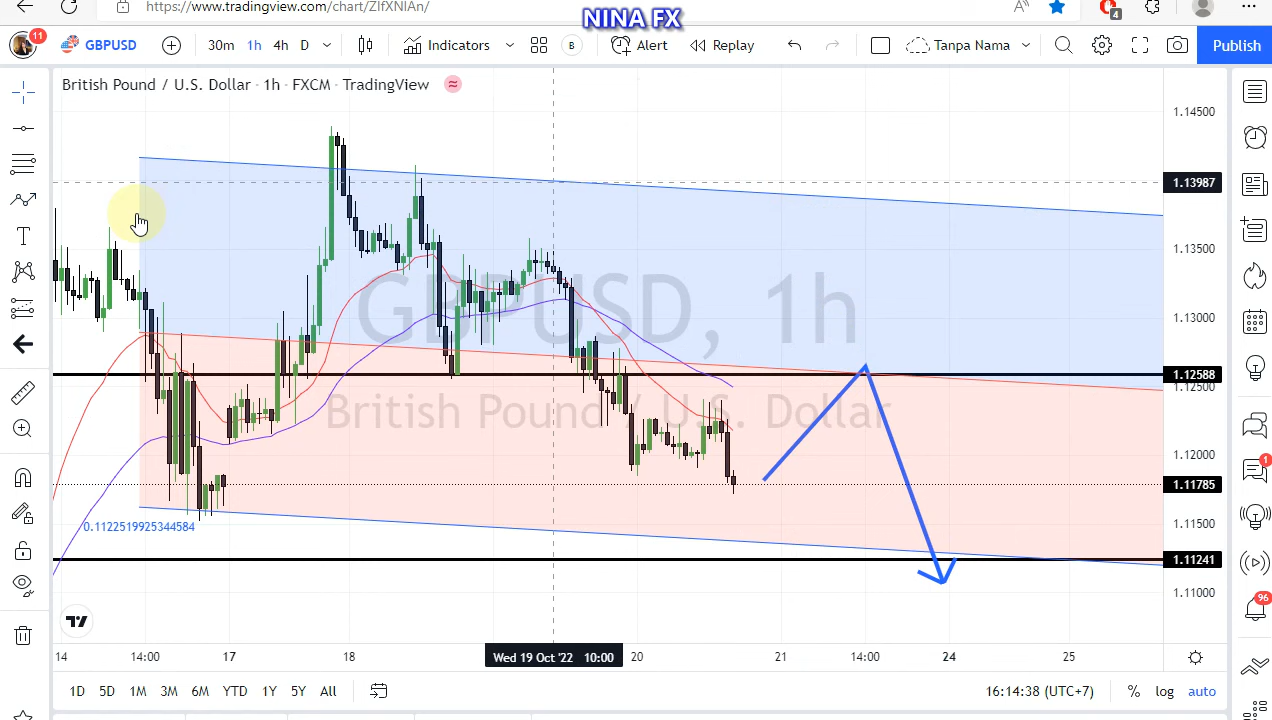 https://www.tradingview.com/chart/ZIfXNIAn/
NINA FX
4
11
GBPUSD
30m 1h 4h D
Indicators
B
Alert
Replay
Tanpa Nama
Publish
British Pound / U.S. Dollar · 1h · FXCM · TradingView
1.14500
1.13987
1.13500
GBPUSD, 1h
1.13000
1.12588
1.12500
British Pound / U.S. Dollar
1.12000
1
1.11785
0.1122519925344584
1.11500
1.11241
1.11000
96
14 14:00 17 18 Wed 19 Oct '22 10:00 20 21 14:00 24 25
1D 5D 1M 3M 6M YTD 1Y 5Y All
16:14:38 (UTC+7) % log auto